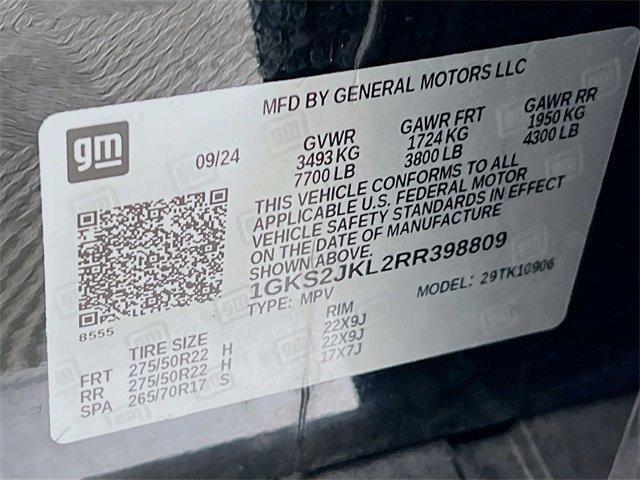 MFD BY GENERAL MOTORS LLC
gm
09/24
GVWR GAWR FRT GAWR RR
3493 KG 1724 KG 1950 KG
7700 LB 3800 LB 4300 LB
THIS VEHICLE CONFORMS TO ALL
APPLICABLE U.S. FEDERAL MOTOR
VEHICLE SAFETY STANDARDS IN EFFECT
ON THE DATE OF MANUFACTURE
SHOWN ABOVE.
1GKS2JKL2RR398809
TYPE: MPV MODEL: 29TK10906
8555
TIRE SIZE RIM
FRT 275/50R22 H 22X9J
RR 275/50R22 H 22X9J
SPA 265/70R17 S 17X7J